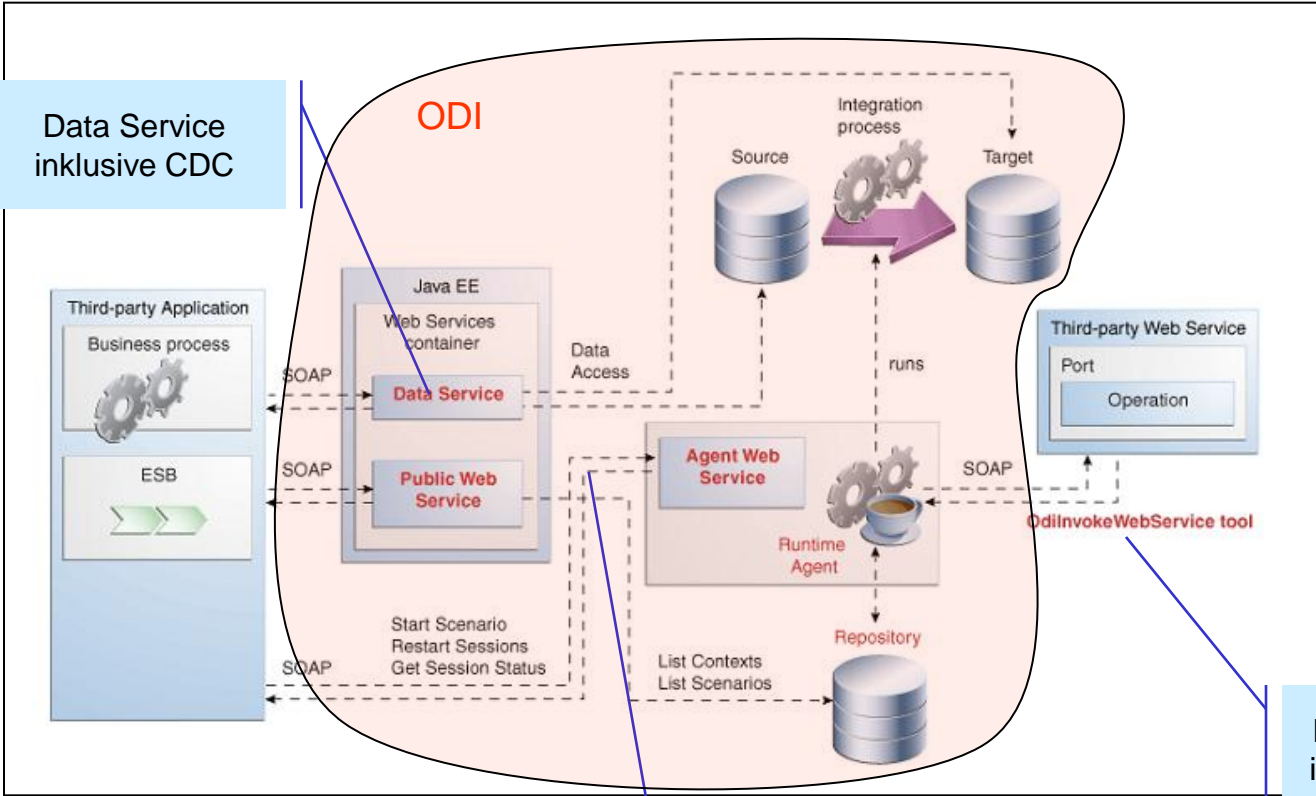 ODI
Data Service
inklusive CDC
Integration
process
Source
Target
Java EE
Web Services
container
Third-party Application
Business process
SOAP
Data Service
Data
Access
runs
Third-party Web Service
Port
Operation
ESB
SOAP
Public Web
Service
Agent Web
Service
SOAP
OdiInvokeWebService tool
Runtime
Agent
Start Scenario
Restart Sessions
Get Session Status
SOAP
List Contexts
List Scenarios
Repository